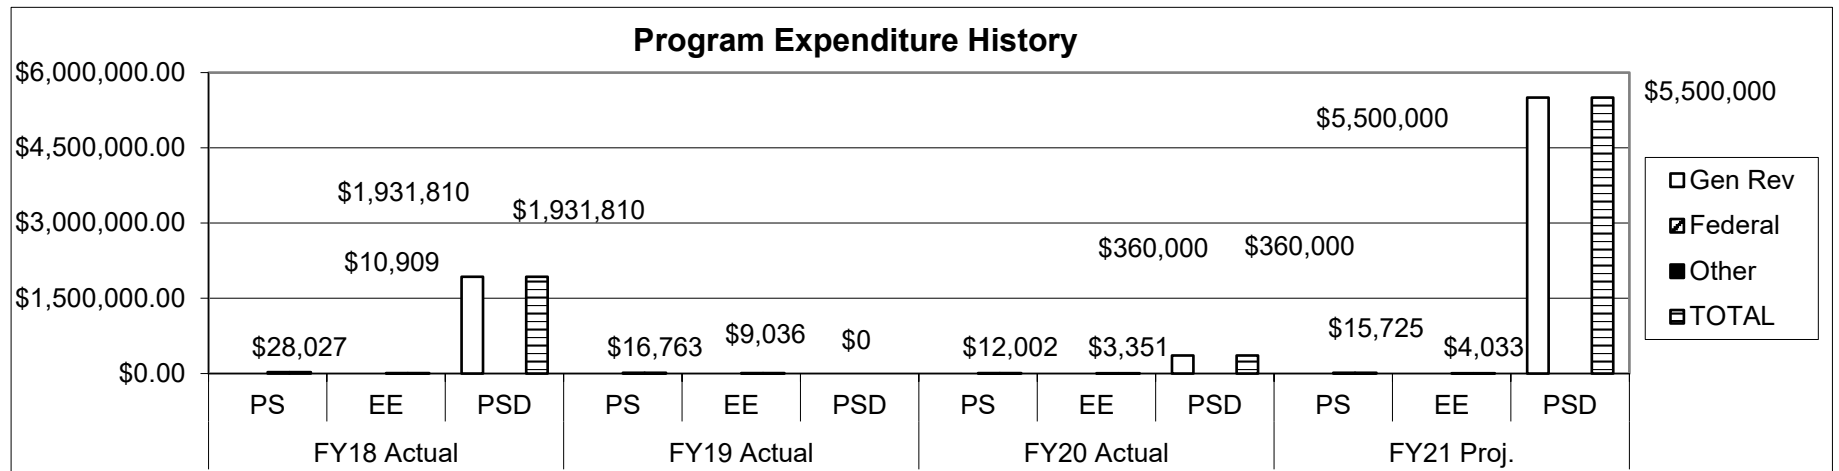 Program Expenditure History
$6,000,000.00
$4,500,000.00
$3,000,000.00
$1,500,000.00
$0.00
$28,027
$10,909
$1,931,810
$1,931,810
$16,763
$9,036
$0
$12,002
$3,351
$360,000
$360,000
$15,725
$4,033
$5,500,000
$5,500,000
PS EE PSD PS EE PSD PS EE PSD PS EE PSD
FY18 Actual FY19 Actual FY20 Actual FY21 Proj.
Gen Rev
Federal
Other
TOTAL